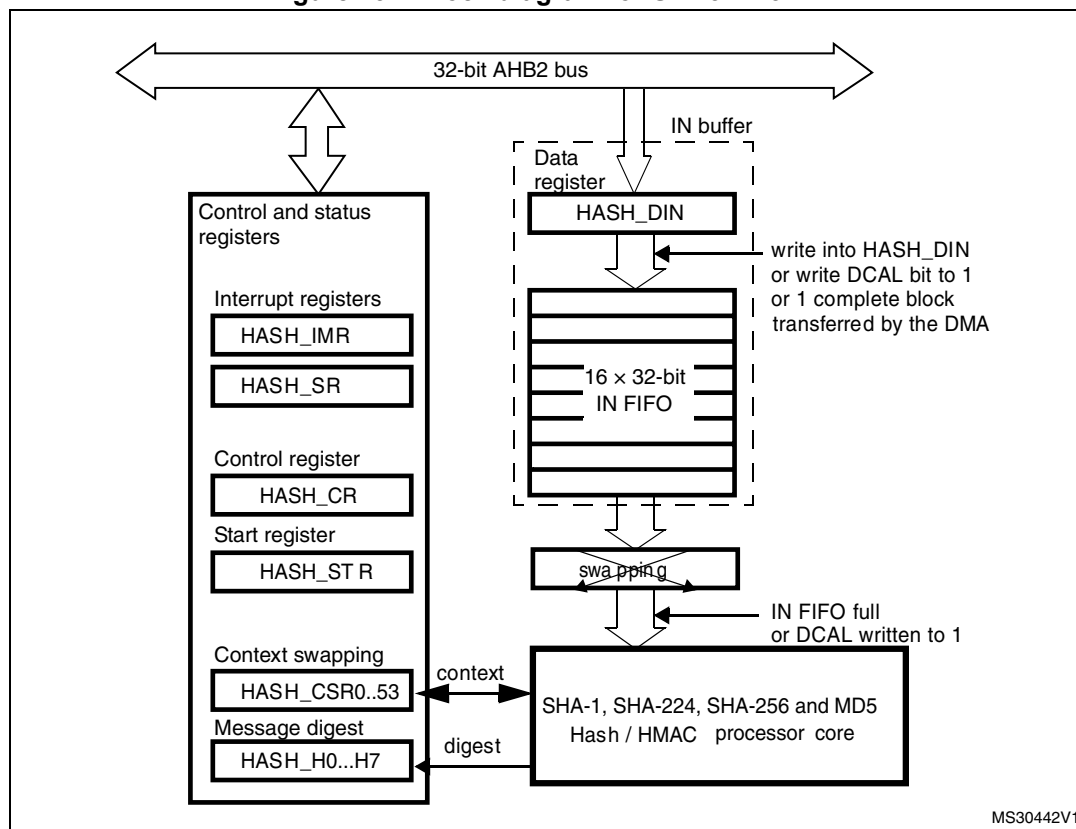 32-bit AHB2 bus
IN buffer
Data
register
HASH_DIN
write into HASH_DIN
or write DCAL bit to 1
or 1 complete block
transferred by the DMA
16 × 32-bit
IN FIFO
swapping
IN FIFO full
or DCAL written to 1
Control and status
registers
Interrupt registers
HASH_IMR
HASH_SR
Control register
HASH_CR
Start register
HASH_STR
Context swapping
HASH_CSR0..53
Message digest
HASH_H0...H7
context
digest
SHA-1, SHA-224, SHA-256 and MD5
Hash / HMAC processor core
MS30442V1